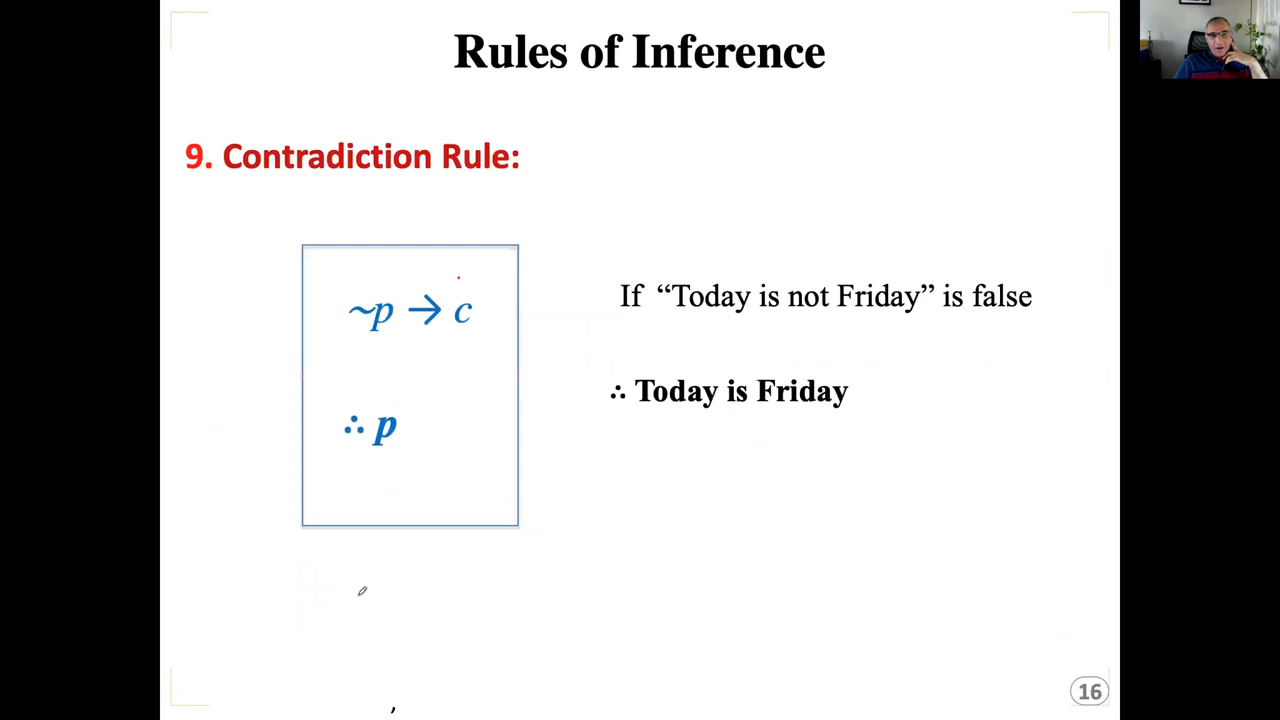 Rules of Inference
9. Contradiction Rule:
~p → c
∴ p
If “Today is not Friday” is false
∴ Today is Friday
16